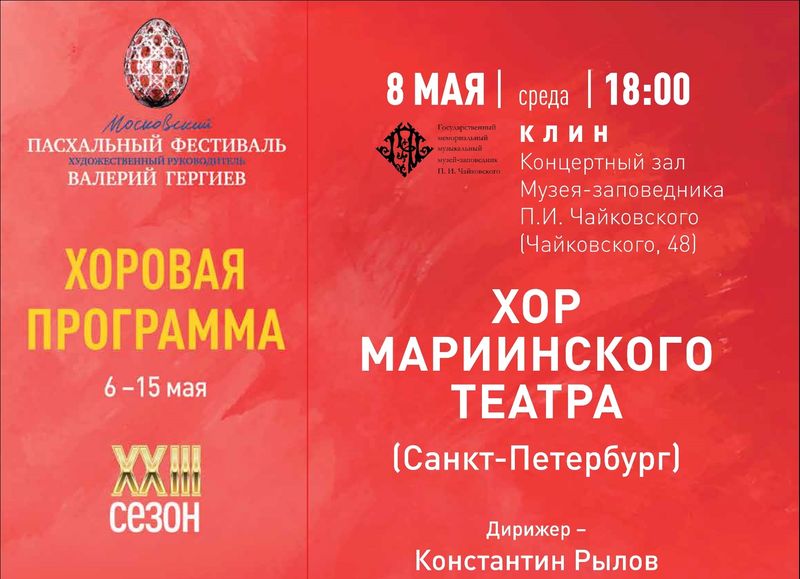 Московский
ПАСХАЛЬНЫЙ ФЕСТИВАЛЬ
ХУДОЖЕСТВЕННЫЙ РУКОВОДИТЕЛЬ
ВАЛЕРИЙ ГЕРГИЕВ
ХОРОВАЯ
ПРОГРАММА
6 –15 мая
XXIII
сезон
8 МАЯ | среда | 18:00
Государственный
мемориальный
музыкальный
музей-заповедник
П. И. Чайковского
КЛИН
Концертный зал
Музея-заповедника
П.И. Чайковского
(Чайковского, 48)
ХОР
МАРИИНСКОГО
ТЕАТРА
(Санкт-Петербург)
Дирижер –
Константин Рылов